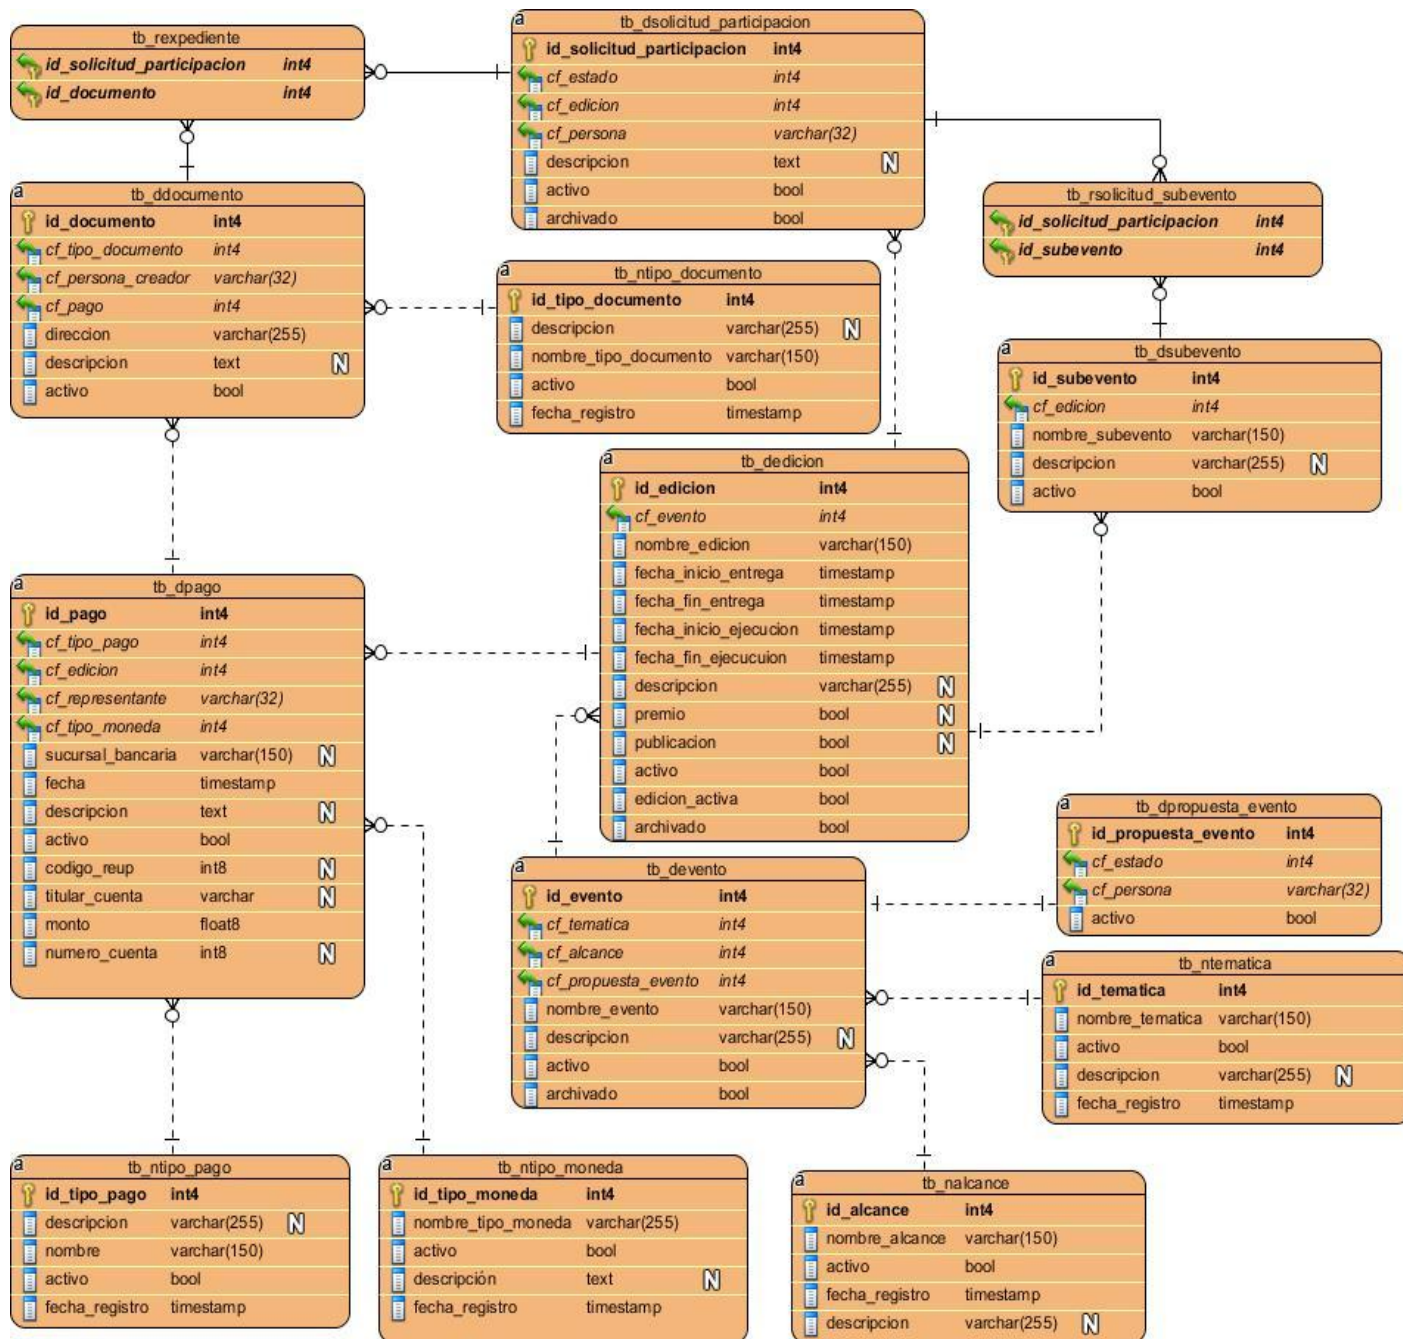 a
tb_rexpediente
id_solicitud_participacion int4
id_documento int4
a
tb_dsolicitud_participacion
id_solicitud_participacion int4
cf_estado int4
cf_edicion int4
cf_persona varchar(32)
descripcion text N
activo bool
archivado bool
tb_rsolicitud_subevento
id_solicitud_participacion int4
id_subevento int4
a
tb_ddocumento
id_documento int4
cf_tipo_documento int4
cf_persona_creador varchar(32)
cf_pago int4
direccion varchar(255)
descripcion text N
activo bool
a
tb_ntipo_documento
id_tipo_documento int4
descripcion varchar(255) N
nombre_tipo_documento varchar(150)
activo bool
fecha_registro timestamp
a
tb_dsubevento
id_subevento int4
cf_edicion int4
nombre_subevento varchar(150)
descripcion varchar(255) N
activo bool
a
tb_dedicion
id_edicion int4
cf_evento int4
nombre_edicion varchar(150)
fecha_inicio_entrega timestamp
fecha_fin_entrega timestamp
fecha_inicio_ejecucion timestamp
fecha_fin_ejecucuion timestamp
descripcion varchar(255) N
premio bool N
publicacion bool N
activo bool
edicion_activa bool
archivado bool
a
tb_dpago
id_pago int4
cf_tipo_pago int4
cf_edicion int4
cf_representante varchar(32)
cf_tipo_moneda int4
sucursal_bancaria varchar(150) N
fecha timestamp
descripcion text N
activo bool
codigo_reup int8 N
titular_cuenta varchar N
monto float8
numero_cuenta int8 N
a
tb_dpropuesta_evento
id_propuesta_evento int4
cf_estado int4
cf_persona varchar(32)
activo bool
a
tb_devento
id_evento int4
cf_tematica int4
cf_alcance int4
cf_propuesta_evento int4
nombre_evento varchar(150)
descripcion varchar(255) N
activo bool
archivado bool
a
tb_ntematica
id_tematica int4
nombre_tematica varchar(150)
activo bool
descripcion varchar(255) N
fecha_registro timestamp
a
tb_ntipo_pago
id_tipo_pago int4
descripcion varchar(255) N
nombre varchar(150)
activo bool
fecha_registro timestamp
a
tb_ntipo_moneda
id_tipo_moneda int4
nombre_tipo_moneda varchar(255)
activo bool
descripción text N
fecha_registro timestamp
a
tb_nalcance
id_alcance int4
nombre_alcance varchar(150)
activo bool
fecha_registro timestamp
descripcion varchar(255) N